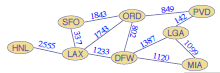 1843
ORD
849
PVD
SFO
142
1743
LGA
802
337
HNL
2555
1387
1099
LAX
1233
DFW
1120
MIA